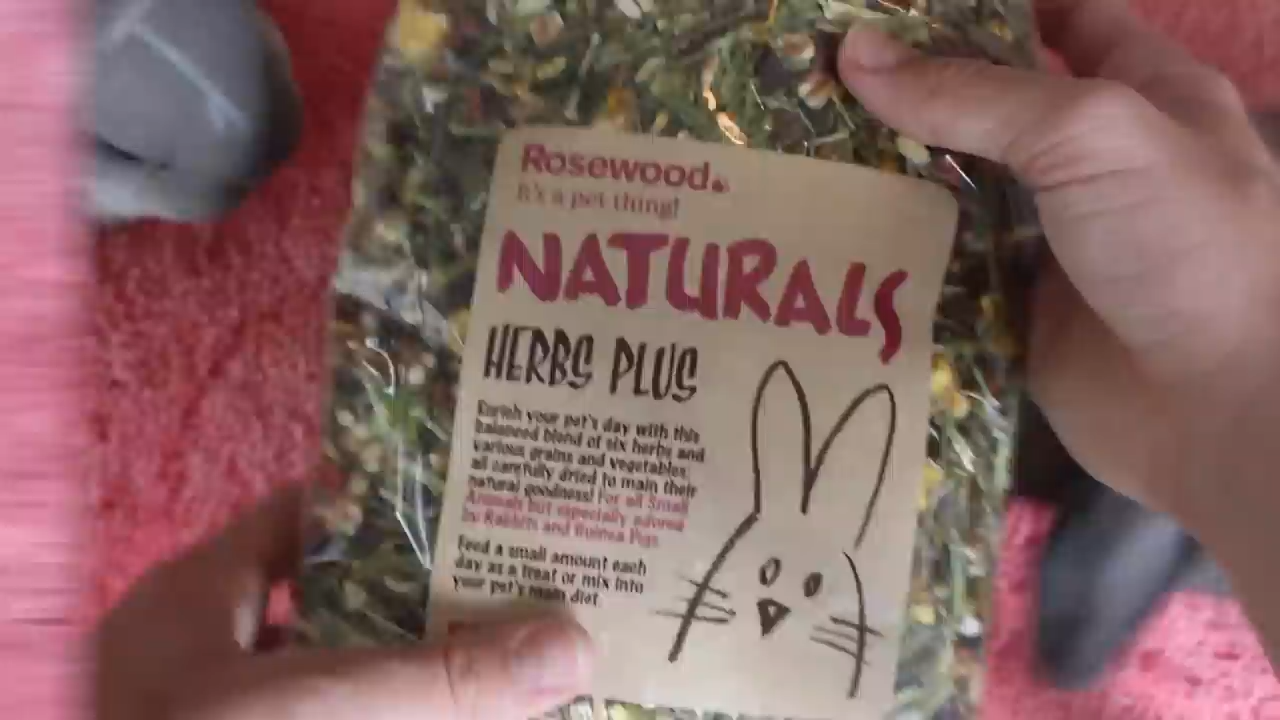 Rosewood
It's a pet thing!
NATURALS
HERBS PLUS
Enrich your pet's day with this
balanced blend of six herbs and
various grains and vegetables,
all carefully dried to main their
natural goodness! For all Small
Animals but especially adored
by Rabbits and Guinea Pigs
Feed a small amount each
day as a treat or mix into
your pet's main diet